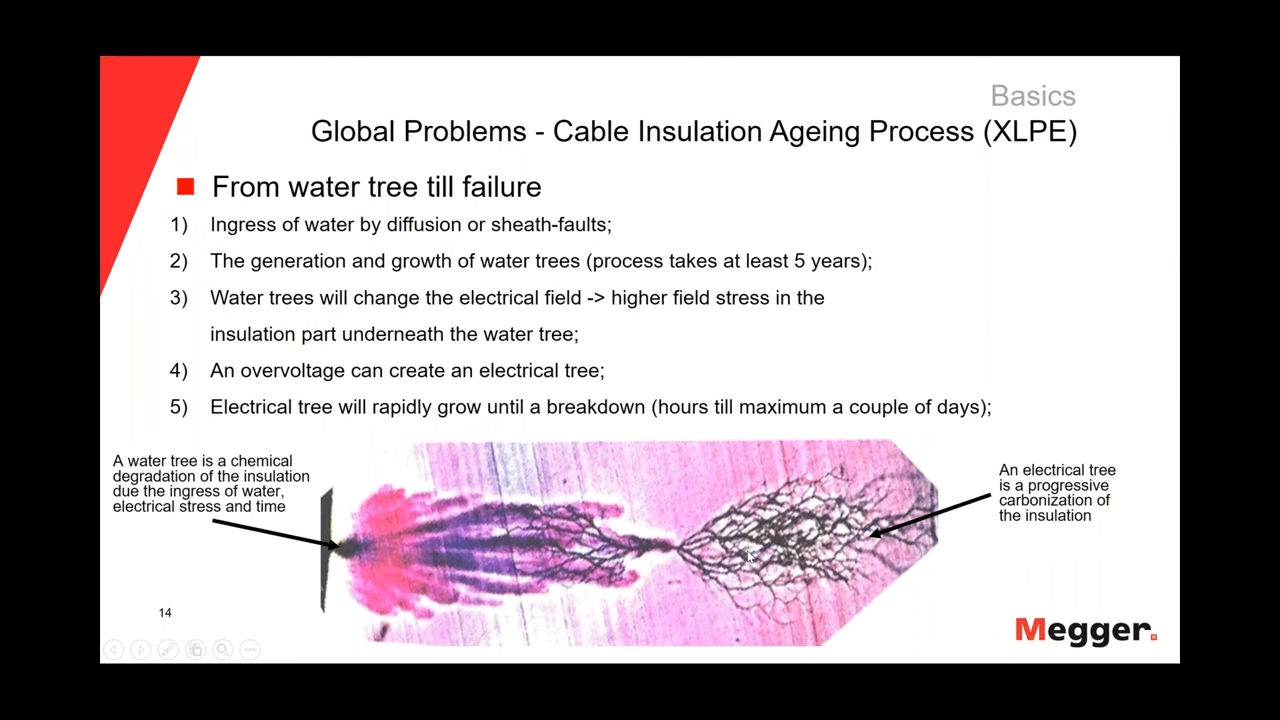 Basics
Global Problems - Cable Insulation Ageing Process (XLPE)
From water tree till failure
1) Ingress of water by diffusion or sheath-faults;
2) The generation and growth of water trees (process takes at least 5 years);
3) Water trees will change the electrical field -> higher field stress in the
insulation part underneath the water tree;
4) An overvoltage can create an electrical tree;
5) Electrical tree will rapidly grow until a breakdown (hours till maximum a couple of days);
A water tree is a chemical
degradation of the insulation
due the ingress of water,
electrical stress and time
An electrical tree
is a progressive
carbonization of
the insulation
14
Megger.